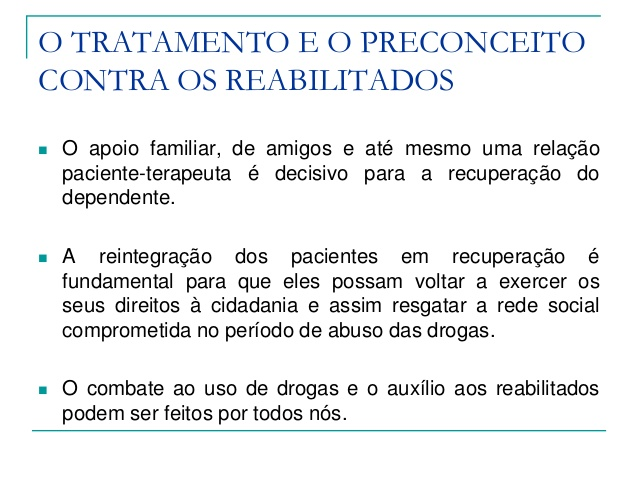 O TRATAMENTO E O PRECONCEITO
CONTRA OS REABILITADOS
O apoio familiar, de amigos e até mesmo uma relação
paciente-terapeuta é decisivo para a recuperação do
dependente.
A reintegração dos pacientes em recuperação é
fundamental para que eles possam voltar a exercer os
seus direitos à cidadania e assim resgatar a rede social
comprometida no período de abuso das drogas.
O combate ao uso de drogas e o auxílio aos reabilitados
podem ser feitos por todos nós.